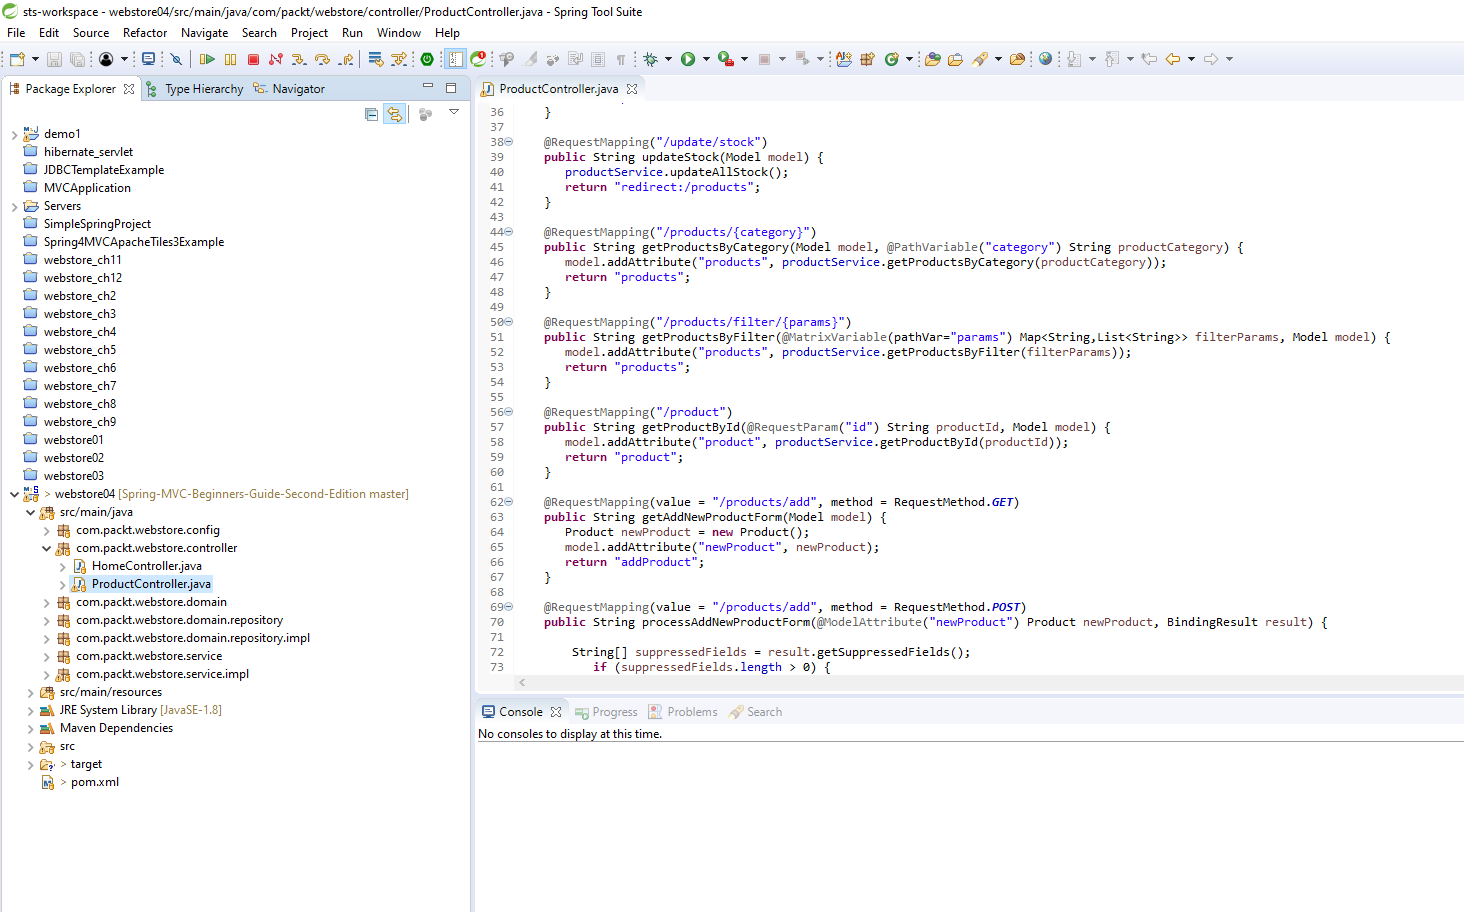 sts-workspace - webstore04/src/main/java/com/packt/webstore/controller/ProductController.java - Spring Tool Suite
File Edit Source Refactor Navigate Search Project Run Window Help
Package Explorer Type Hierarchy Navigator
demo1
hibernate_servlet
JDBCTemplateExample
MVCApplication
Servers
SimpleSpringProject
Spring4MVCApacheTiles3Example
webstore_ch11
webstore_ch12
webstore_ch2
webstore_ch3
webstore_ch4
webstore_ch5
webstore_ch6
webstore_ch7
webstore_ch8
webstore_ch9
webstore01
webstore02
webstore03
> webstore04 [Spring-MVC-Beginners-Guide-Second-Edition master]
src/main/java
com.packt.webstore.config
com.packt.webstore.controller
HomeController.java
ProductController.java
com.packt.webstore.domain
com.packt.webstore.domain.repository
com.packt.webstore.domain.repository.impl
com.packt.webstore.service
com.packt.webstore.service.impl
src/main/resources
JRE System Library [JavaSE-1.8]
Maven Dependencies
src
> target
> pom.xml
ProductController.java
36 }
37
38 @RequestMapping("/update/stock")
39 public String updateStock(Model model) {
40 productService.updateAllStock();
41 return "redirect:/products";
42 }
43
44 @RequestMapping("/products/{category}")
45 public String getProductsByCategory(Model model, @PathVariable("category") String productCategory) {
46 model.addAttribute("products", productService.getProductsByCategory(productCategory));
47 return "products";
48 }
49
50 @RequestMapping("/products/filter/{params}")
51 public String getProductsByFilter(@MatrixVariable(pathVar="params") Map<String,List<String>> filterParams, Model model) {
52 model.addAttribute("products", productService.getProductsByFilter(filterParams));
53 return "products";
54 }
55
56 @RequestMapping("/product")
57 public String getProductById(@RequestParam("id") String productId, Model model) {
58 model.addAttribute("product", productService.getProductById(productId));
59 return "product";
60 }
61
62 @RequestMapping(value = "/products/add", method = RequestMethod.GET)
63 public String getAddNewProductForm(Model model) {
64 Product newProduct = new Product();
65 model.addAttribute("newProduct", newProduct);
66 return "addProduct";
67 }
68
69 @RequestMapping(value = "/products/add", method = RequestMethod.POST)
70 public String processAddNewProductForm(@ModelAttribute("newProduct") Product newProduct, BindingResult result) {
71
72 String[] suppressedFields = result.getSuppressedFields();
73 if (suppressedFields.length > 0) {
Console Progress Problems Search
No consoles to display at this time.